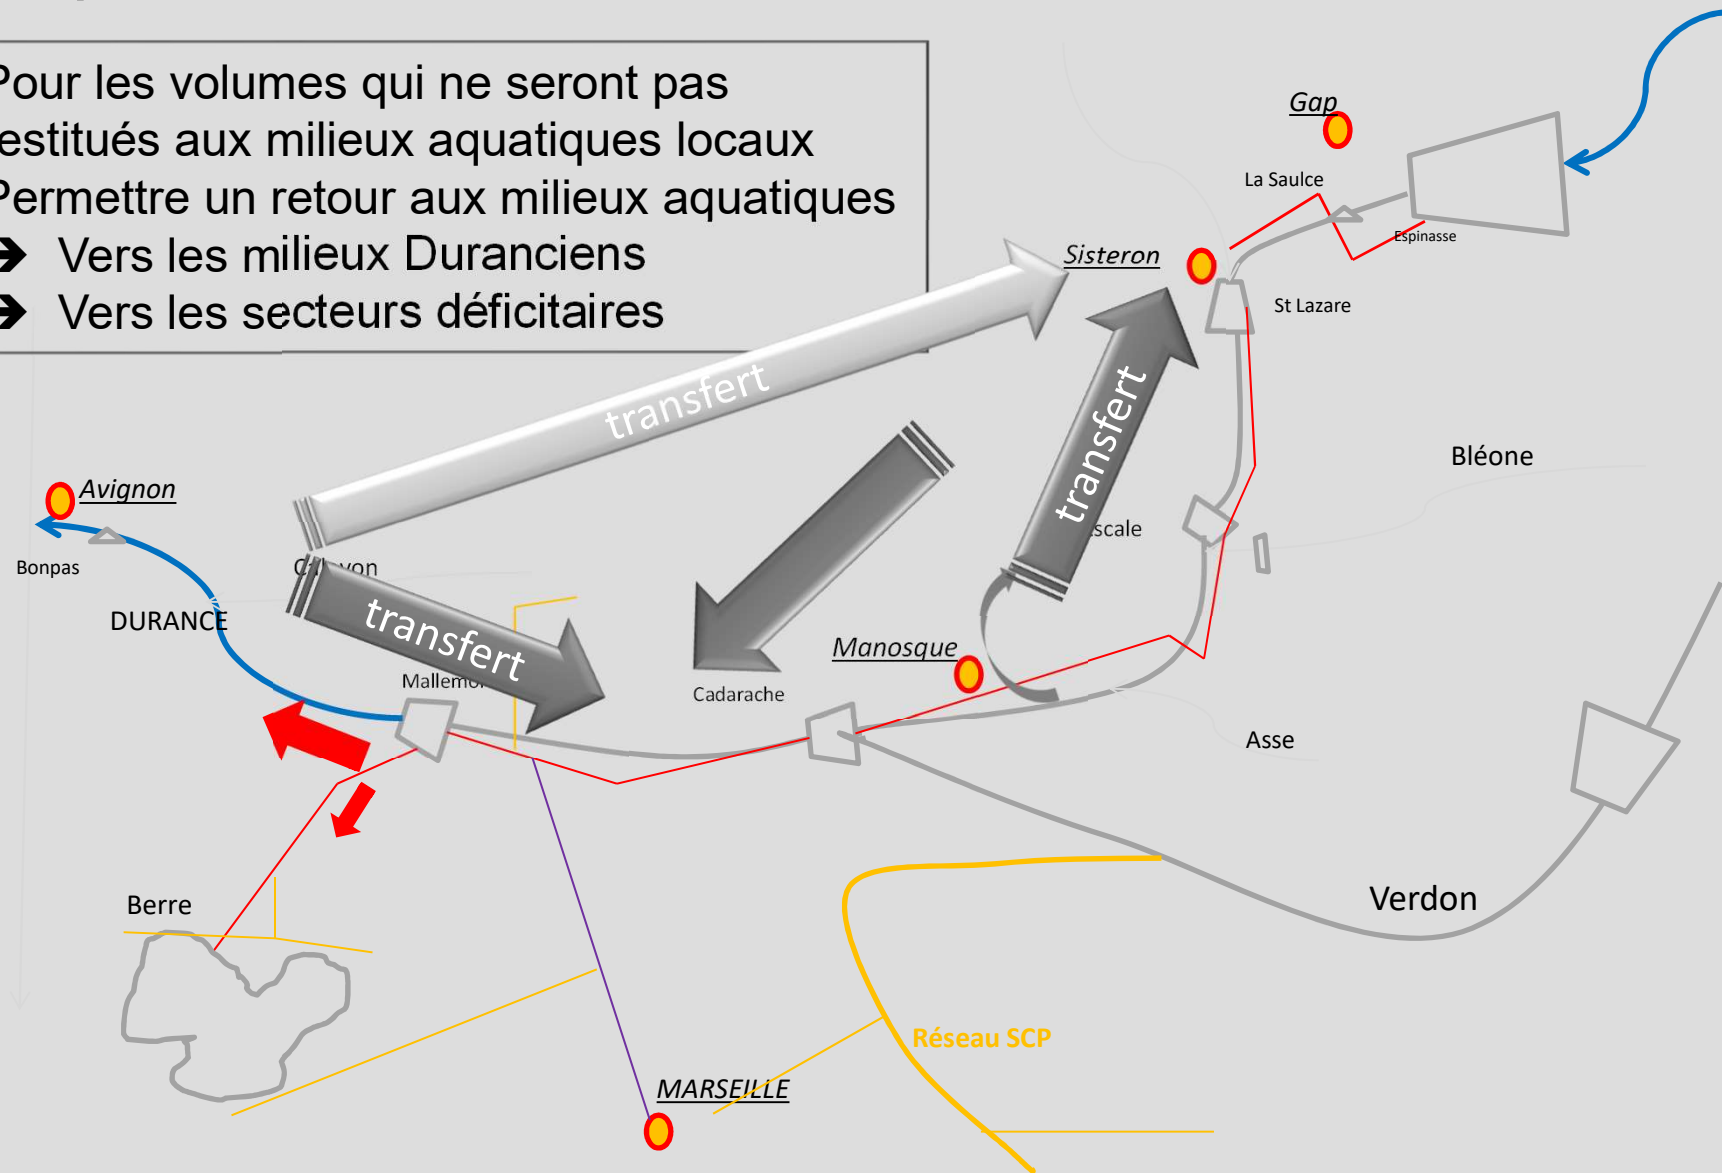 Pour les volumes qui ne seront pas
estitués aux milieux aquatiques locaux
Permettre un retour aux milieux aquatiques
➔ Vers les milieux Duranciens
➔ Vers les secteurs déficitaires
Gap
La Saulce
Espinasse
Sisteron
St Lazare
transfert
transfert
Bléone
Avignon
scale
Bonpas
DURANCE
transfert
Manosque
Mallemo
Cadarache
Asse
Berre
Verdon
Réseau SCP
MARSEILLE